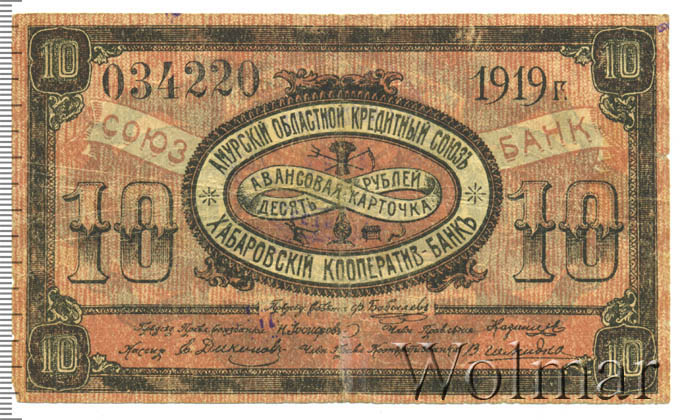 10 10
034220 1919 г.
СОЮЗ БАНК
АМУРСКІЙ ОБЛАСТНОЙ КРЕДИТНЫЙ СОЮЗЪ
АВАНСОВАЯ РУБЛЕЙ
ДЕСЯТЬ КАРТОЧКА
10 10
ХАБАРОВСКІЙ КООПЕРАТИВ-БАНКЪ
Кассир
10 10
Wolmar